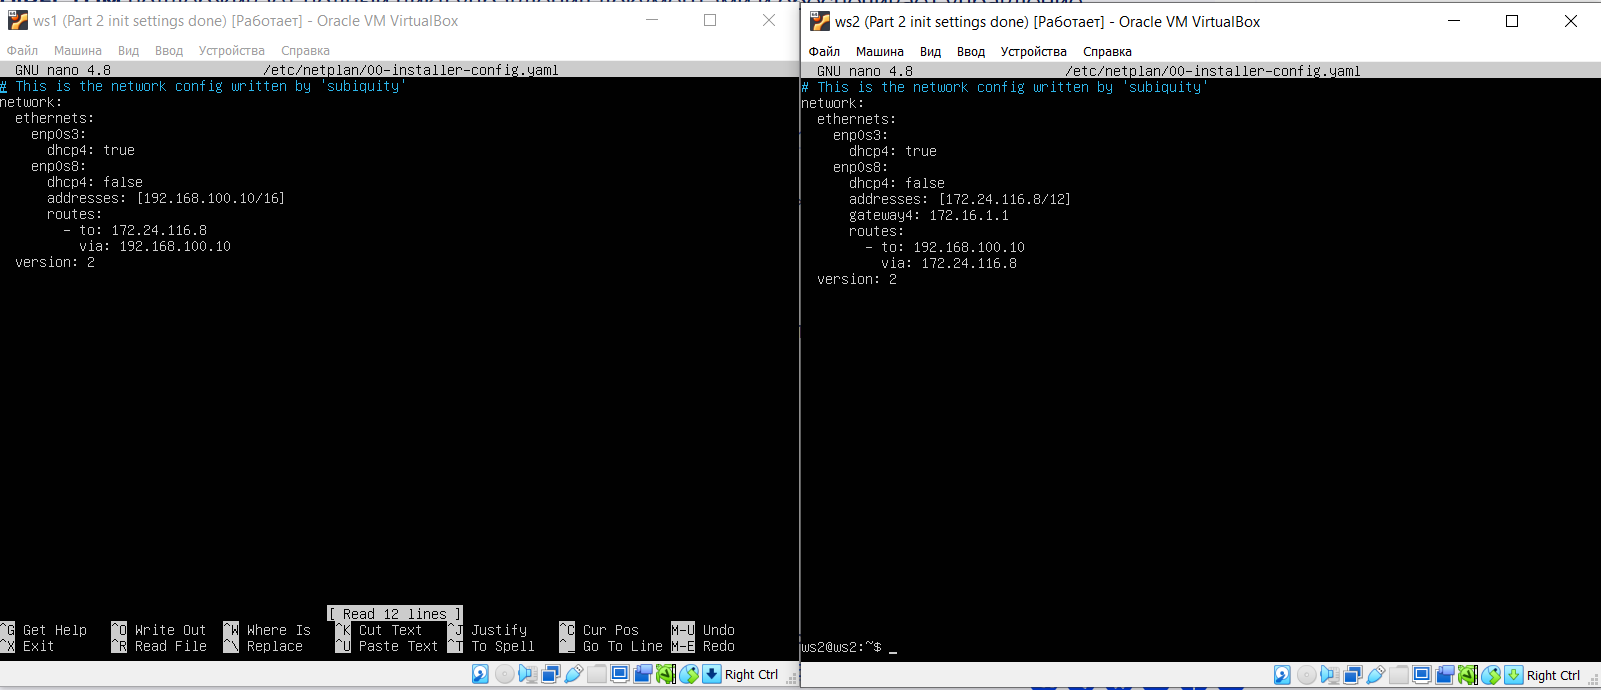 ws1 (Part 2 init settings done) [Работает] - Oracle VM VirtualBox
Файл Машина Вид Ввод Устройства Справка
GNU nano 4.8 /etc/netplan/00-installer-config.yaml
# This is the network config written by 'subiquity'
network:
  ethernets:
    enp0s3:
      dhcp4: true
    enp0s8:
      dhcp4: false
      addresses: [192.168.100.10/16]
      routes:
        - to: 172.24.116.8
          via: 192.168.100.10
  version: 2
[ Read 12 lines ]
^G Get Help ^O Write Out ^W Where Is ^K Cut Text ^J Justify ^C Cur Pos M-U Undo
^X Exit ^R Read File ^\ Replace ^U Paste Text ^T To Spell ^_ Go To Line M-E Redo
Right Ctrl
ws2 (Part 2 init settings done) [Работает] - Oracle VM VirtualBox
Файл Машина Вид Ввод Устройства Справка
GNU nano 4.8 /etc/netplan/00-installer-config.yaml
# This is the network config written by 'subiquity'
network:
  ethernets:
    enp0s3:
      dhcp4: true
    enp0s8:
      dhcp4: false
      addresses: [172.24.116.8/12]
      gateway4: 172.16.1.1
      routes:
        - to: 192.168.100.10
          via: 172.24.116.8
  version: 2
ws2@ws2:~$ _
Right Ctrl